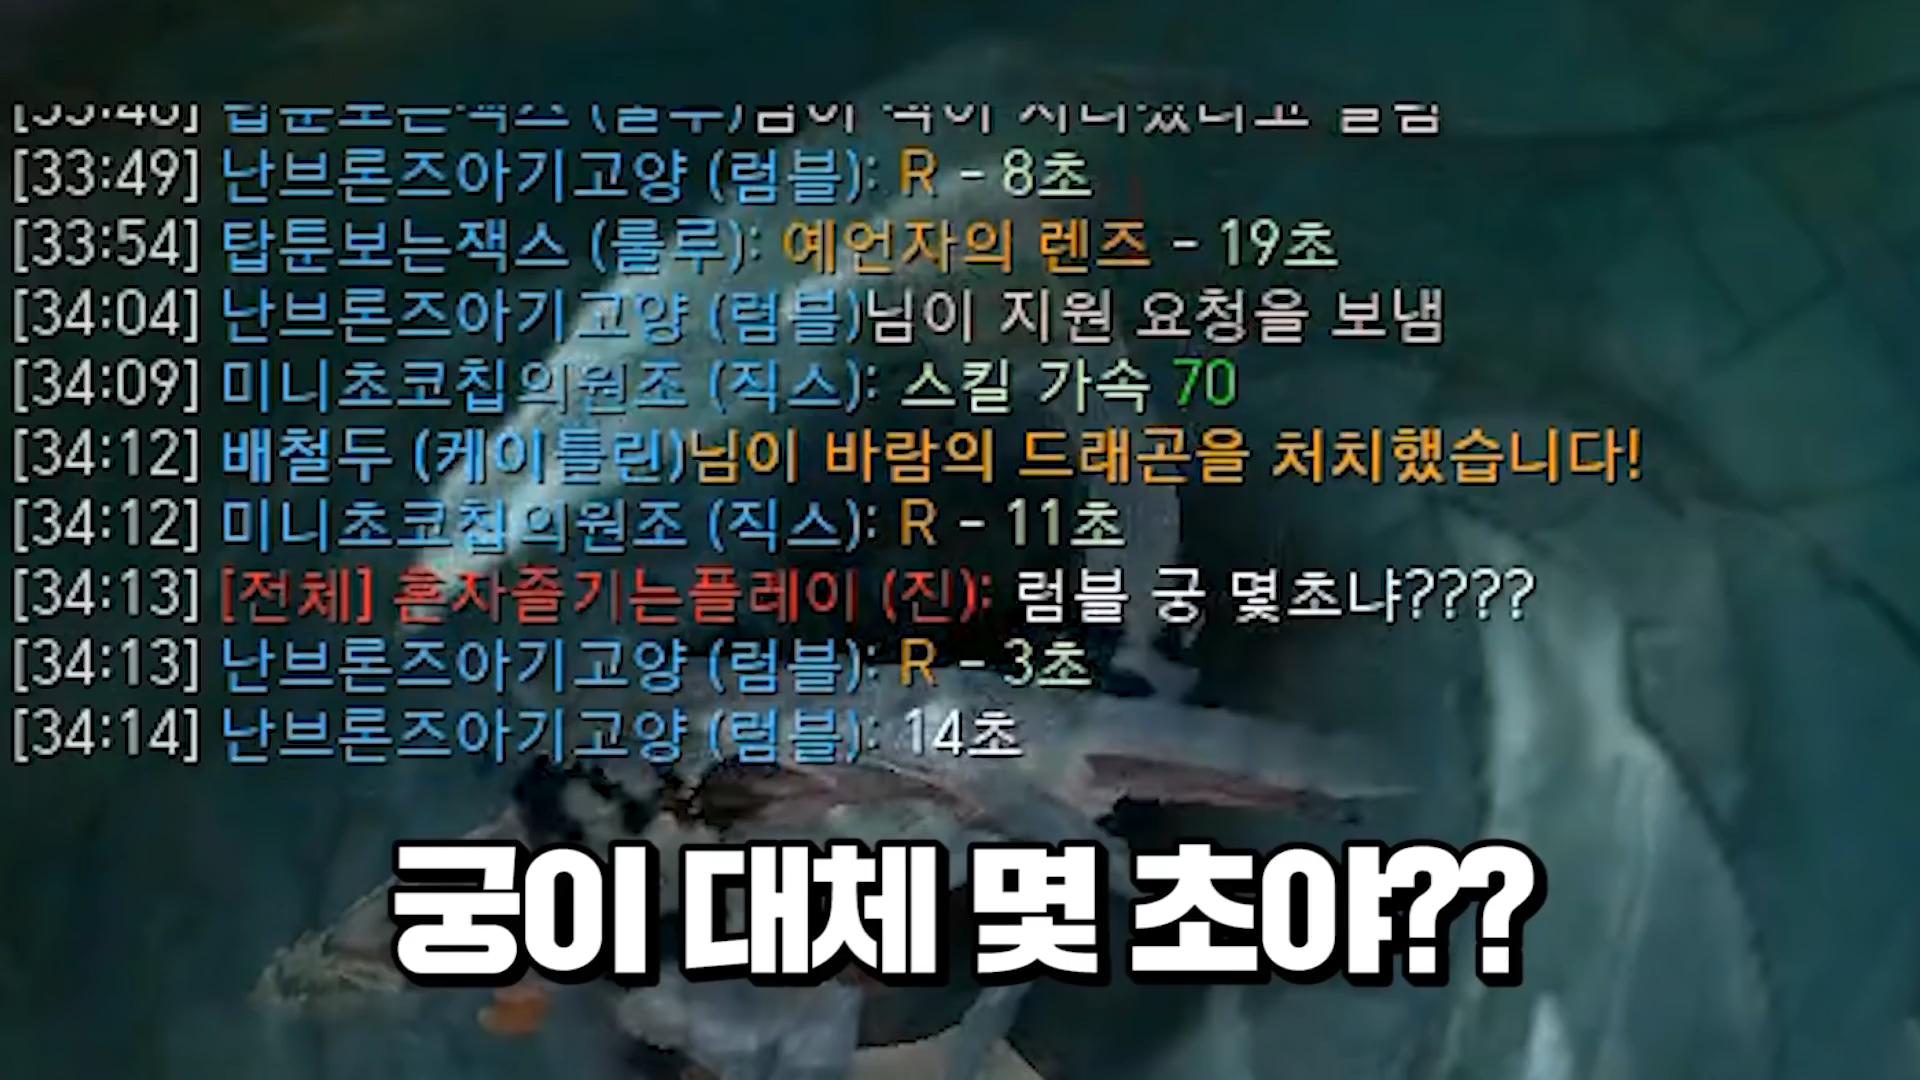 [33:49] 난브론즈아기고양 (럼블): R - 8초
[33:54] 탑툰보는잭스 (룰루): 예언자의 렌즈 - 19초
[34:04] 난브론즈아기고양 (럼블)님이 지원 요청을 보냄
[34:09] 미니초코칩의원조 (직스): 스킬 가속 70
[34:12] 배철두 (케이틀린)님이 바람의 드래곤을 처치했습니다!
[34:12] 미니초코칩의원조 (직스): R - 11초
[34:13] [전체] 혼자즐기는플레이 (진): 럼블 궁 몇초냐????
[34:13] 난브론즈아기고양 (럼블): R - 3초
[34:14] 난브론즈아기고양 (럼블): 14초
궁이 대체 몇 초야??